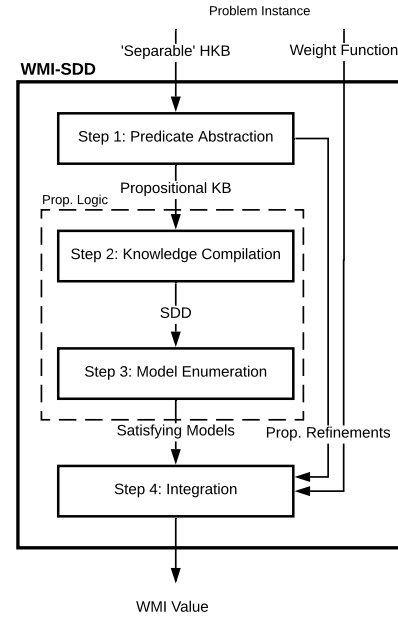 Problem Instance
'Separable' HKB
Weight Function
WMI-SDD
Step 1: Predicate Abstraction
Propositional KB
Prop. Logic
Step 2: Knowledge Compilation
SDD
Step 3: Model Enumeration
Satisfying Models
Prop. Refinements
Step 4: Integration
WMI Value